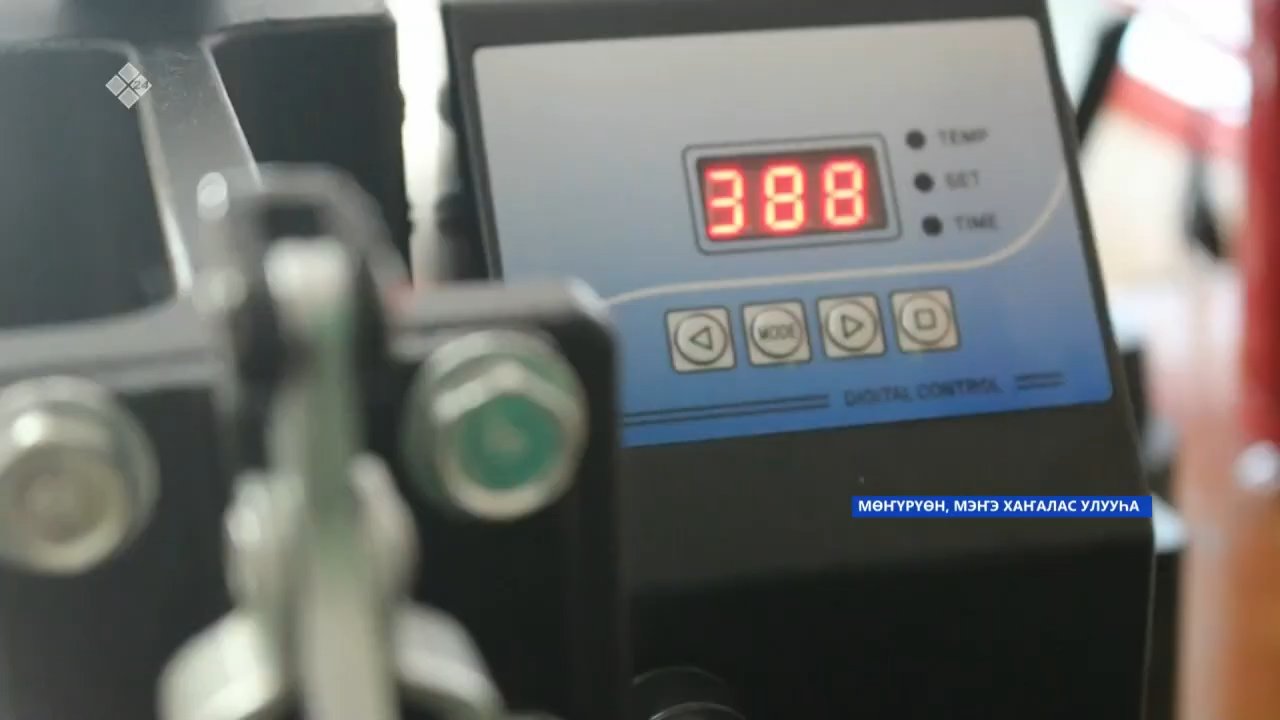 388
TEMP
SET
TIME
MODE
DIGITAL CONTROL
МӨҤҮРҮӨН, МЭҤЭ ХАҤАЛАС УЛУУҺА